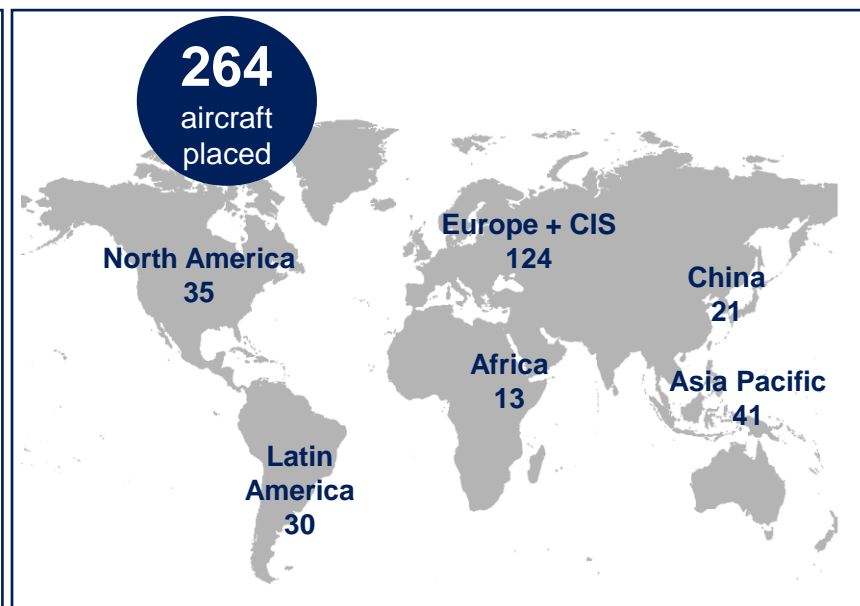 264
aircraft
placed
Europe + CIS
124
North America
35
China
21
Africa
13
Asia Pacific
41
Latin
America
30